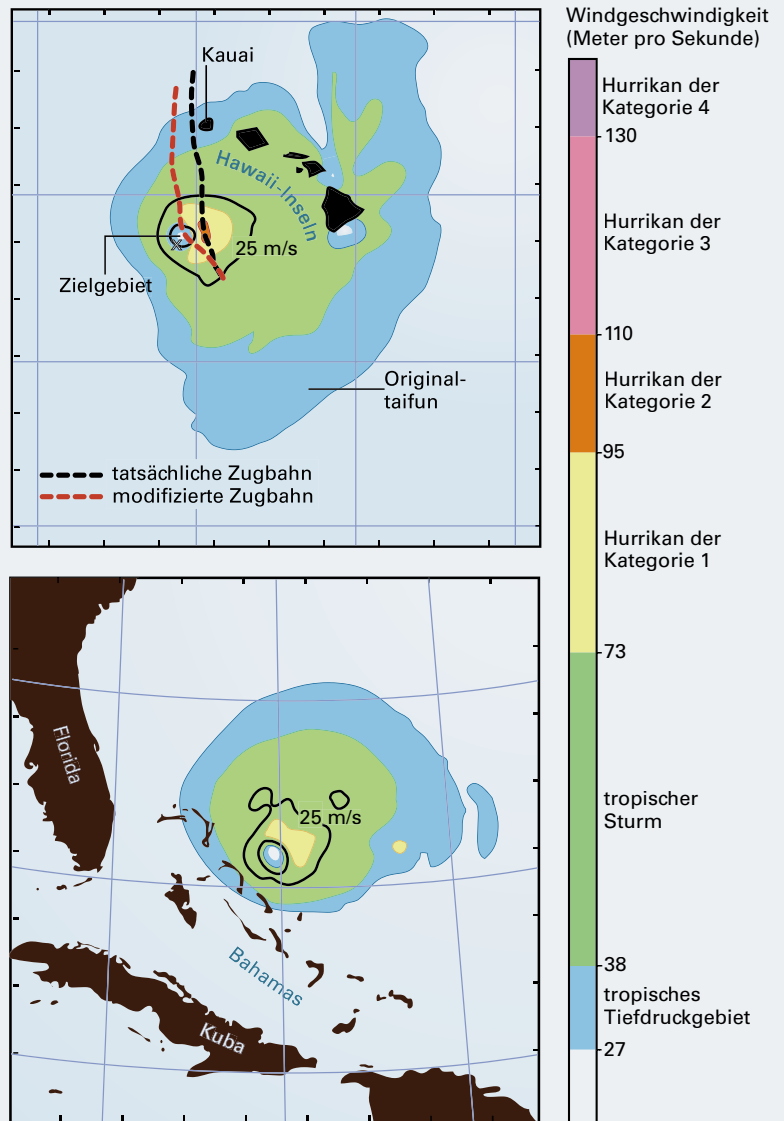 Kauai
Hawaii-Inseln
25 m/s
Zielgebiet
x
Original-
taifun
tatsächliche Zugbahn
modifizierte Zugbahn
Florida
25 m/s
Bahamas
Kuba
Windgeschwindigkeit
(Meter pro Sekunde)
Hurrikan der
Kategorie 4
130
Hurrikan der
Kategorie 3
110
Hurrikan der
Kategorie 2
95
Hurrikan der
Kategorie 1
73
tropischer
Sturm
38
tropisches
Tiefdruckgebiet
27